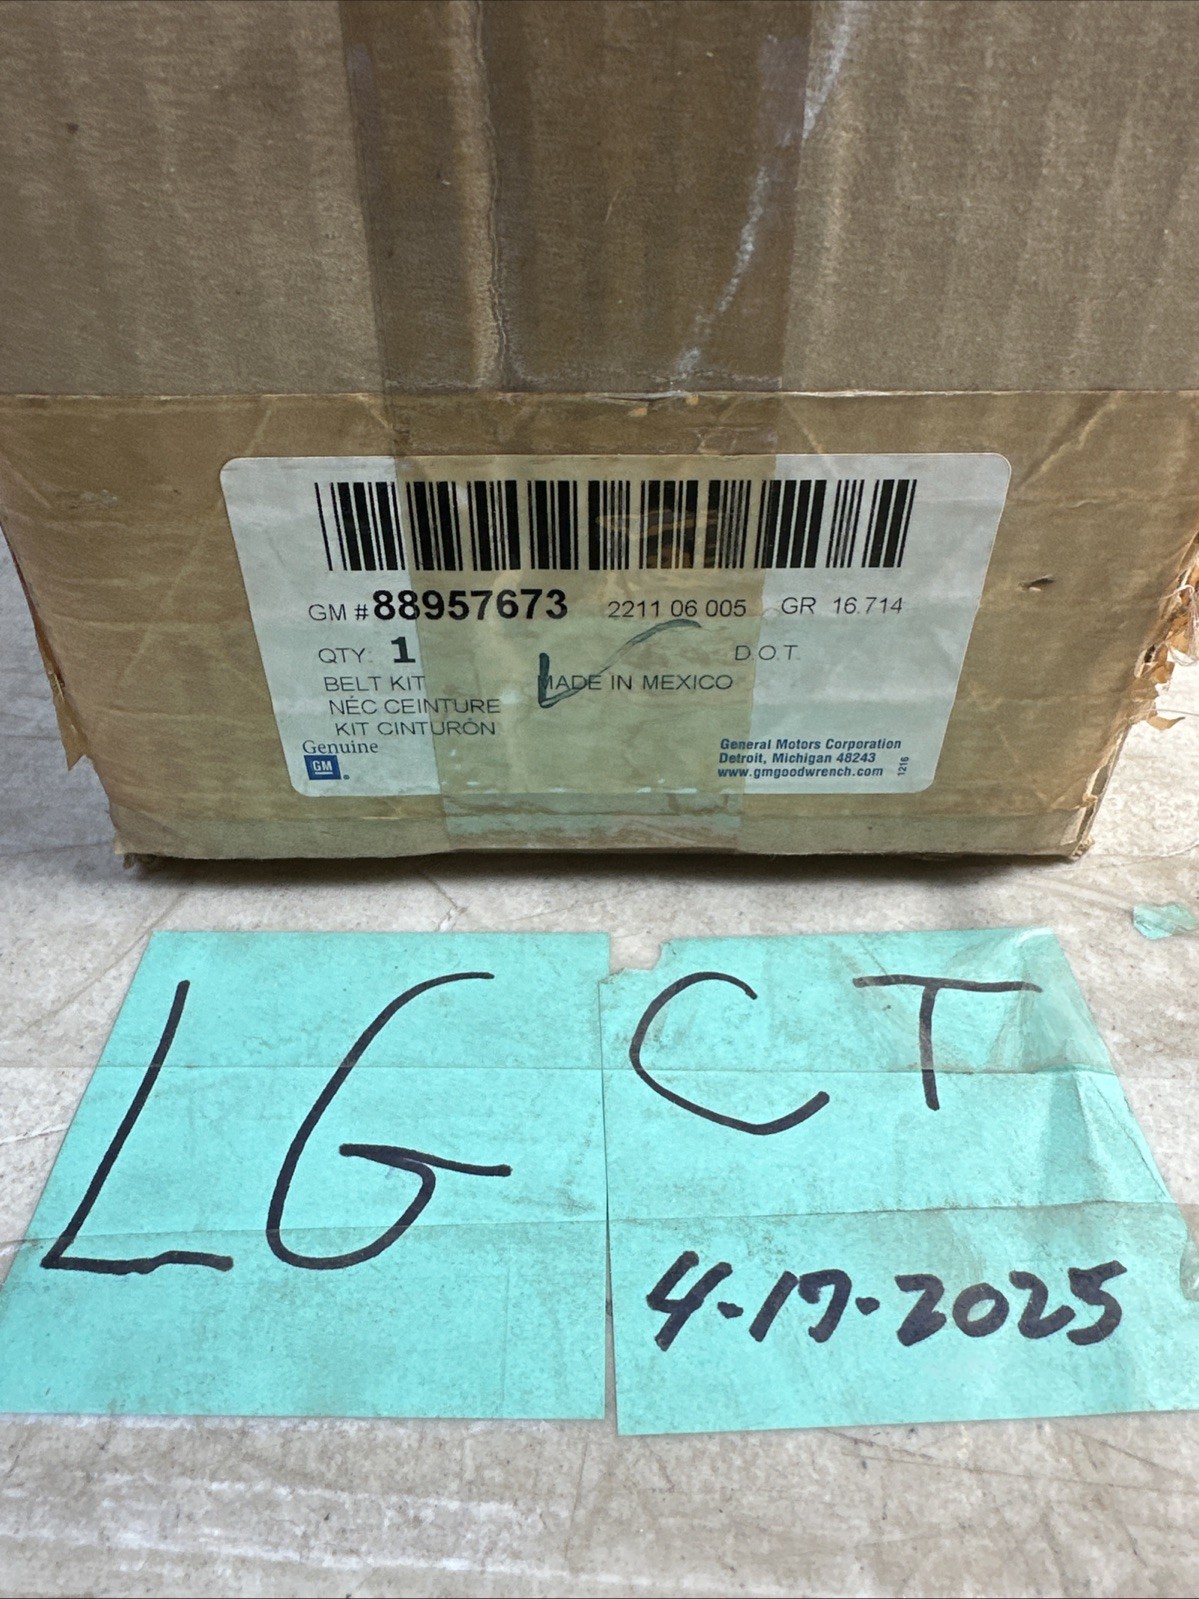 GM # 88957673 2211 06 005 GR 16.714
QTY: 1 D.O.T.
BELT KIT MADE IN MEXICO
NÉC CEINTURE
KIT CINTURÓN
Genuine
GM
General Motors Corporation
Detroit, Michigan 48243
www.gmgoodwrench.com
1216
LG CT
4-17-2025